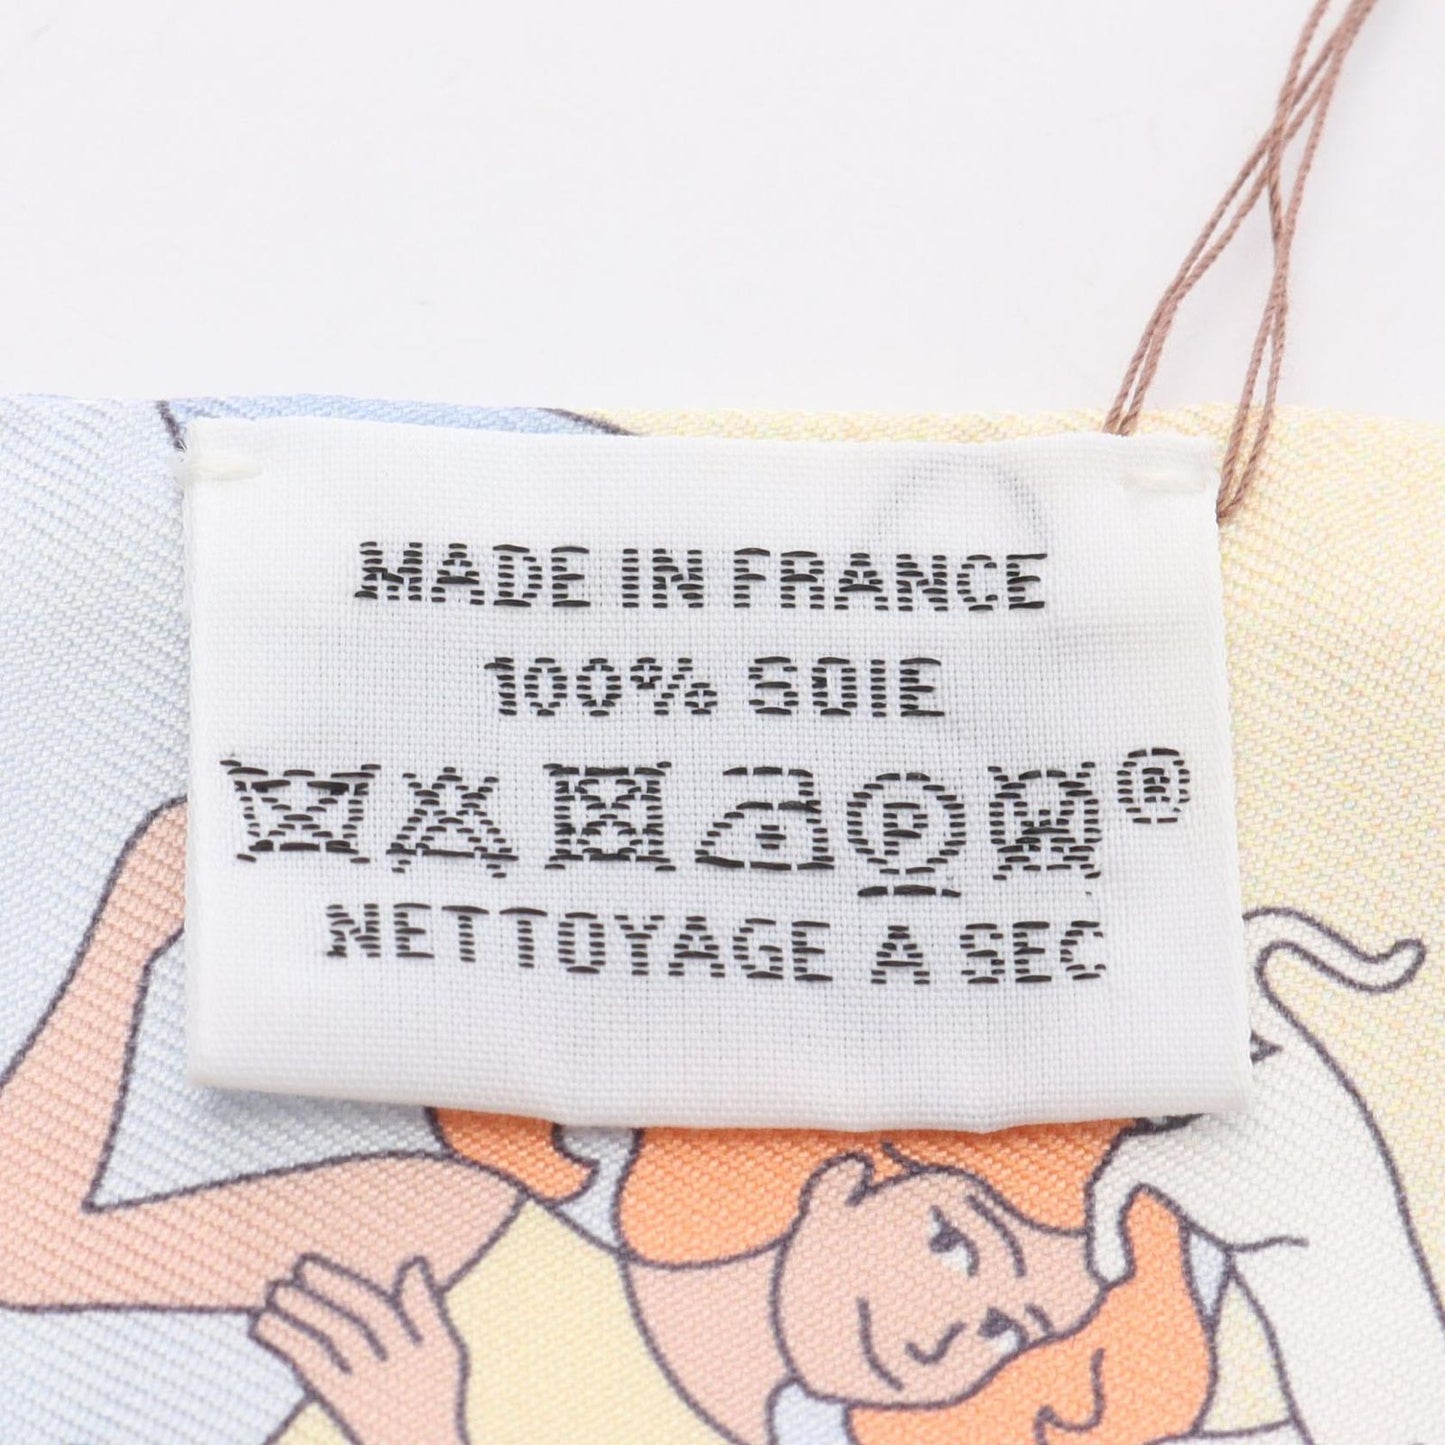 MADE IN FRANCE
100% SOIE
P W ®
NETTOYAGE A SEC